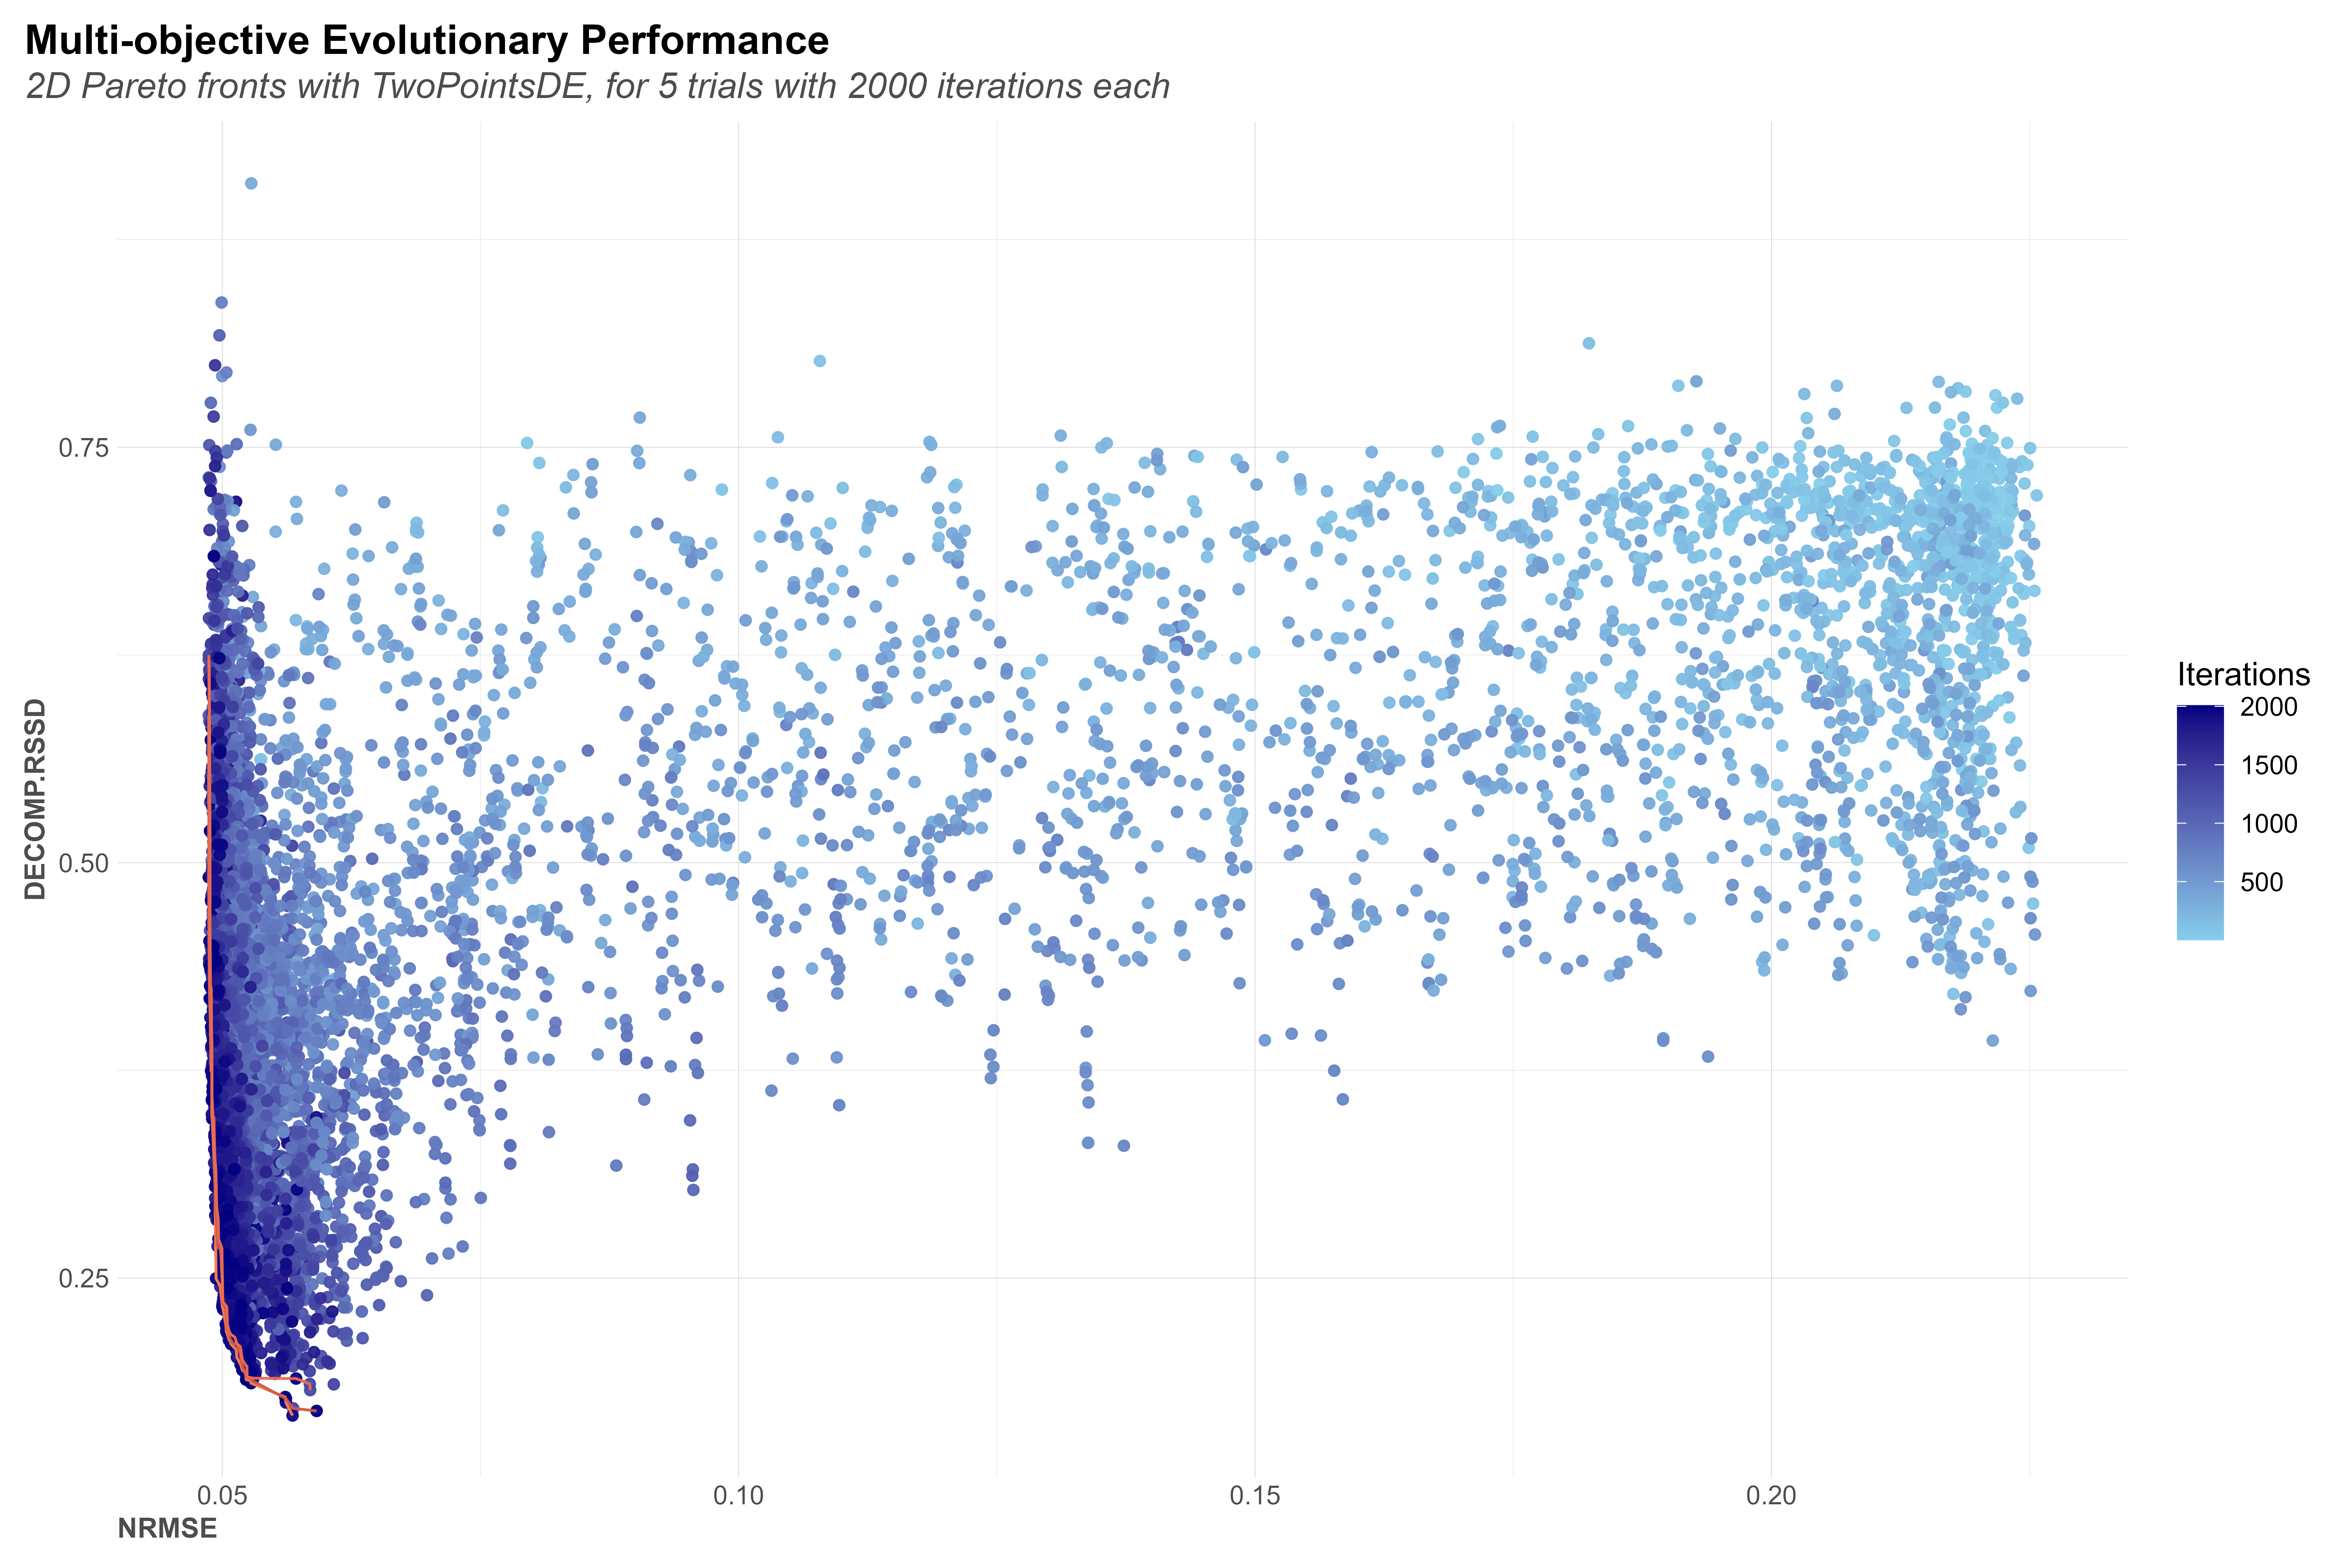 Multi-objective Evolutionary Performance
2D Pareto fronts with TwoPointsDE, for 5 trials with 2000 iterations each
DECOMP.RSSD
0.75
0.50
0.25
0.05
0.10
0.15
0.20
NRMSE
Iterations
2000
1500
1000
500